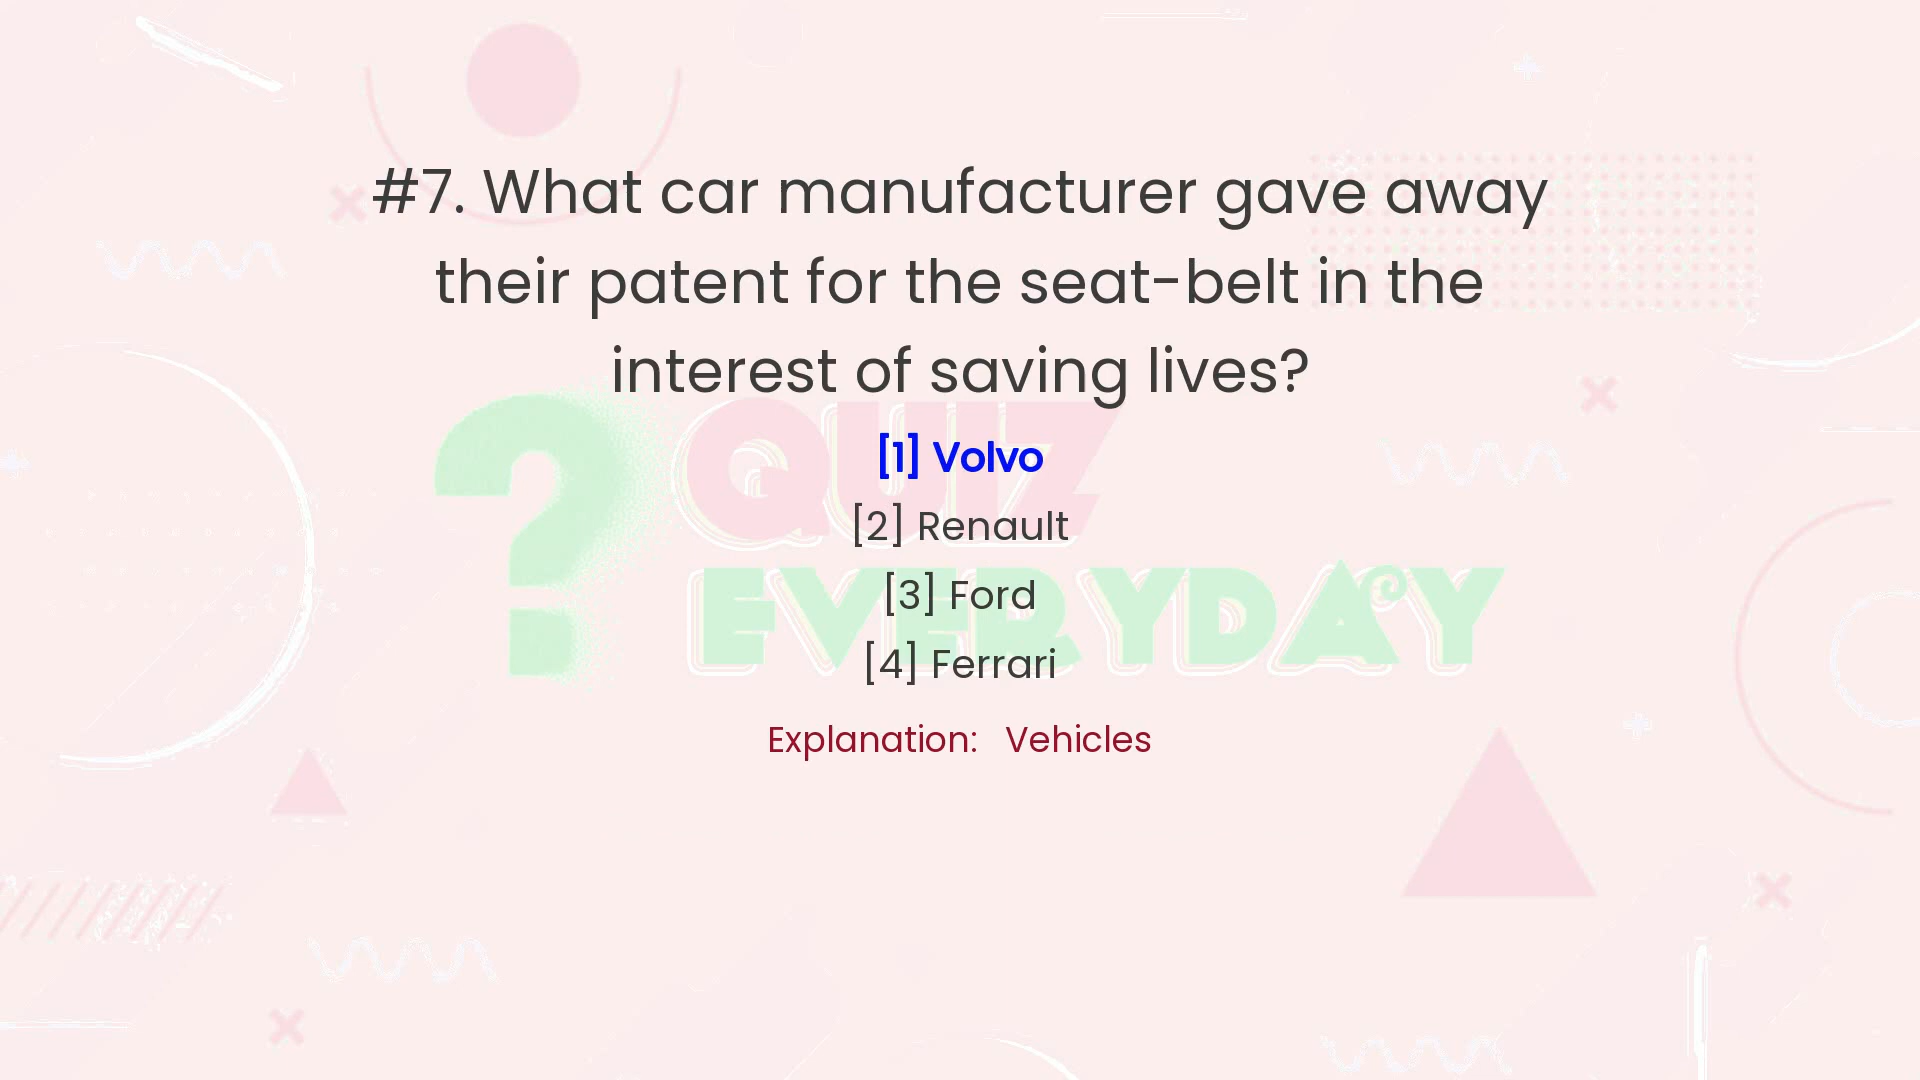 #7. What car manufacturer gave away
their patent for the seat-belt in the
interest of saving lives?
[1] Volvo
[2] Renault
[3] Ford
[4] Ferrari
Explanation: Vehicles
? QUIZ
EVERYDAY